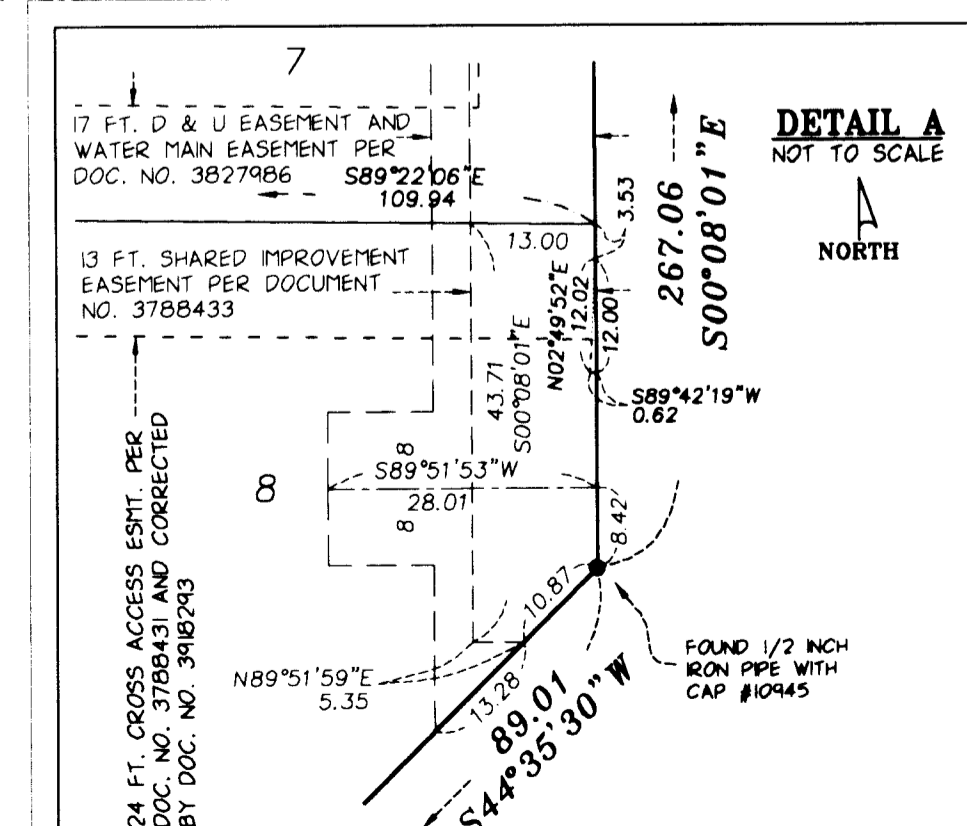 7
17 FT. D & U EASEMENT AND
WATER MAIN EASEMENT PER
DOC. NO. 3827986
S89°22'06"E
109.94
DETAIL A
NOT TO SCALE
NORTH
267.06
S00°08'01"E
3.53
13.00
13 FT. SHARED IMPROVEMENT
EASEMENT PER DOCUMENT
NO. 3788433
N02°49'52"E
12.02
12.00
43.71
S00°08'01"E
S89°42'19"W
0.62
8
8
S89°51'53"W
28.01
8
8.42
10.87
FOUND 1/2 INCH
IRON PIPE WITH
CAP #10945
N89°51'59"E
5.35
13.28
89.01
S44°35'30"W
24 FT. CROSS ACCESS ESMT. PER
DOC. NO. 3788431 AND CORRECTED
BY DOC. NO. 3918293